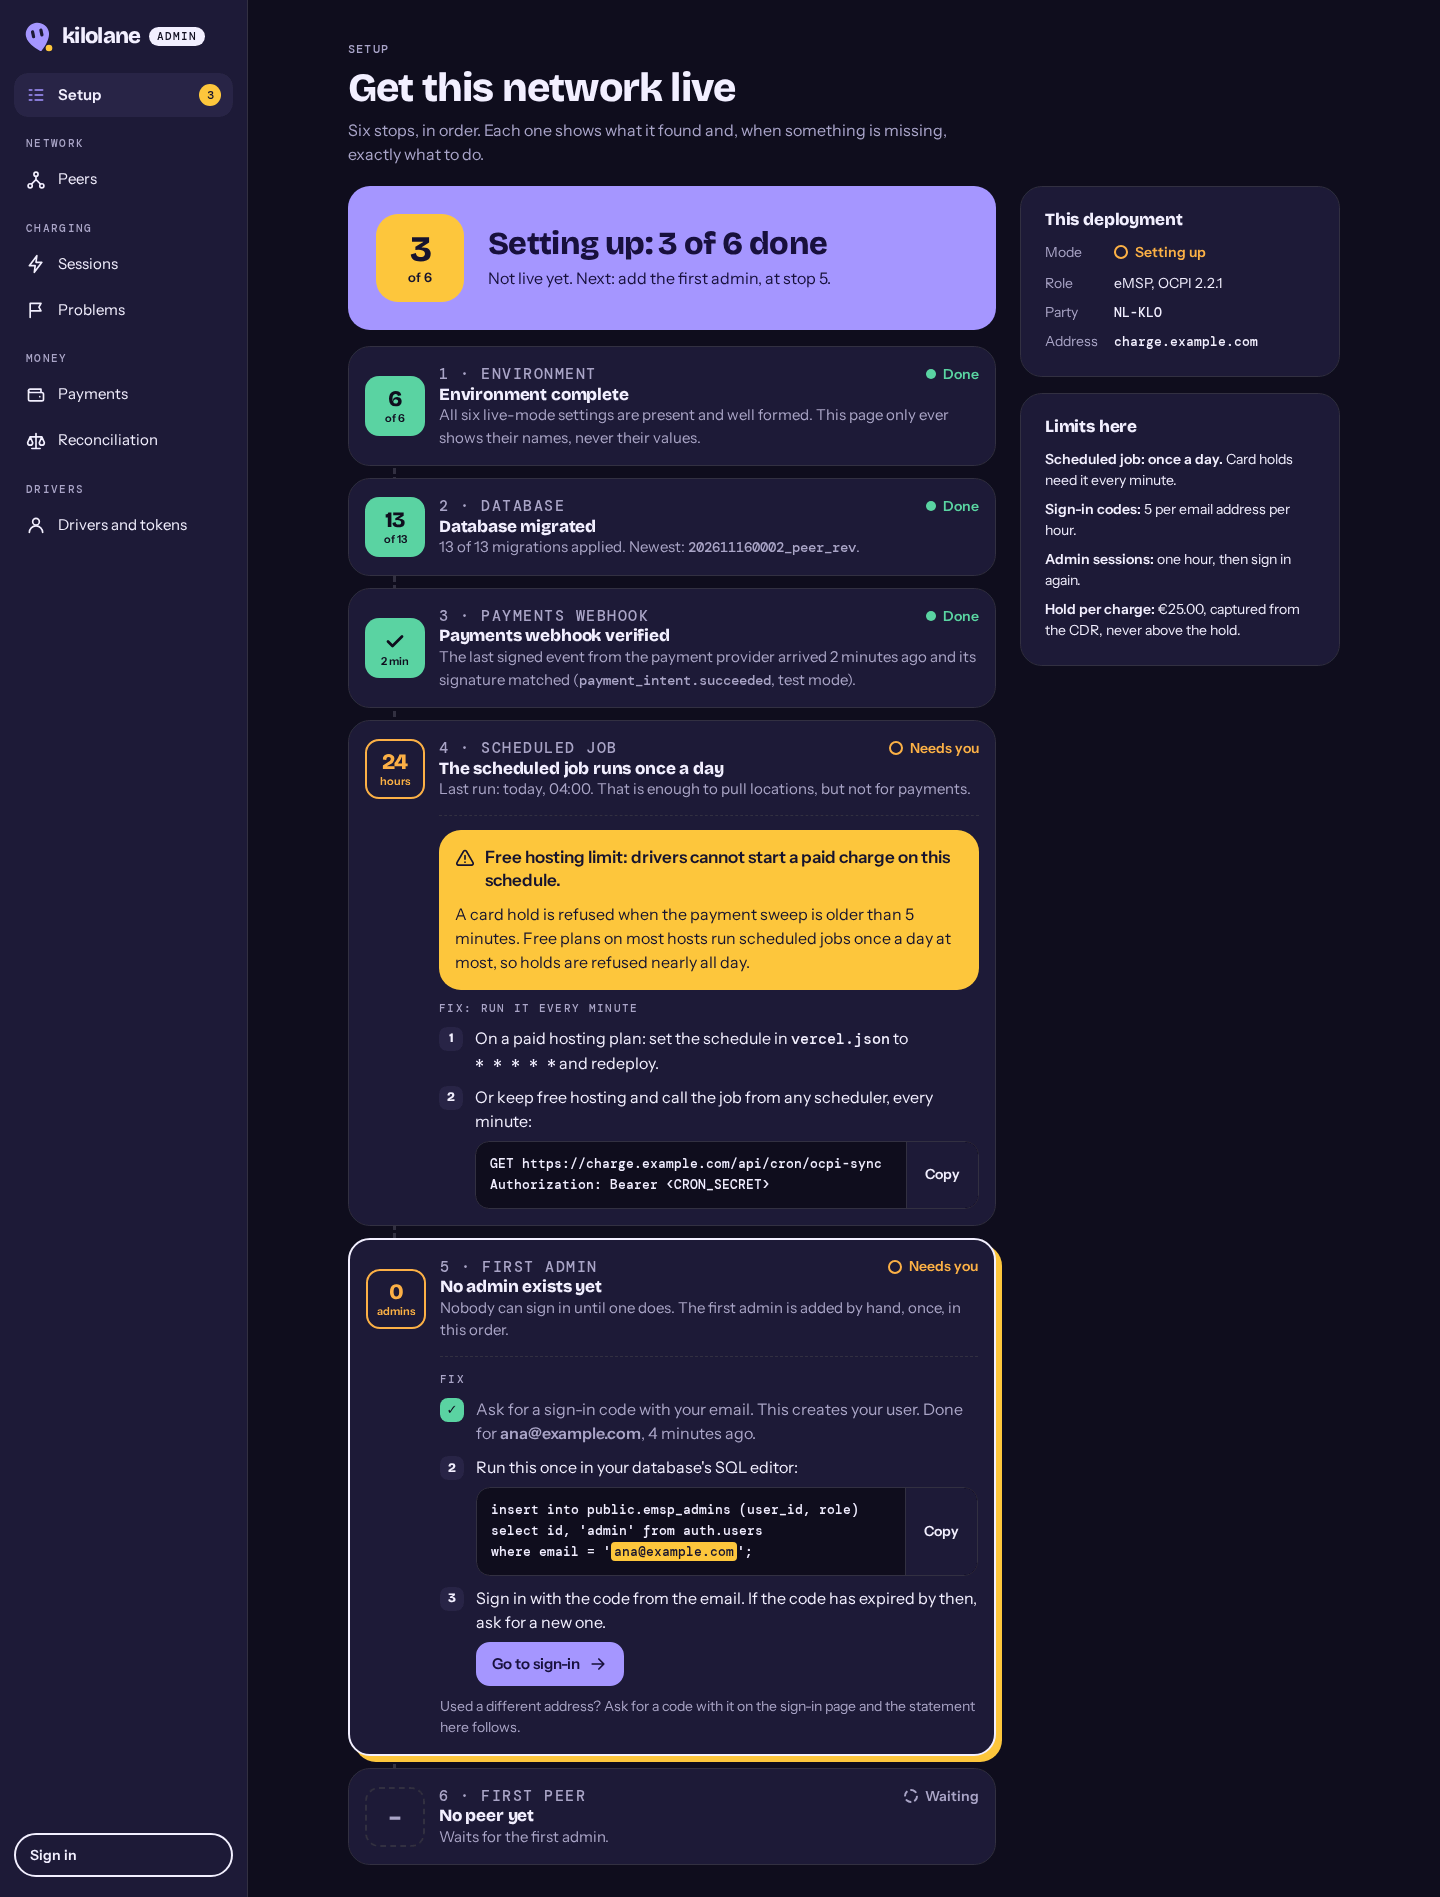 kilolane ADMIN
Setup 3
NETWORK
Peers
CHARGING
Sessions
Problems
MONEY
Payments
Reconciliation
DRIVERS
Drivers and tokens
Sign in
SETUP
Get this network live
Six stops, in order. Each one shows what it found and, when something is missing,
exactly what to do.
3
of 6
Setting up: 3 of 6 done
Not live yet. Next: add the first admin, at stop 5.
6
of 6
1 · ENVIRONMENT
Done
Environment complete
All six live-mode settings are present and well formed. This page only ever
shows their names, never their values.
13
of 13
2 · DATABASE
Done
Database migrated
13 of 13 migrations applied. Newest: 202611160002_peer_rev.
✓
2 min
3 · PAYMENTS WEBHOOK
Done
Payments webhook verified
The last signed event from the payment provider arrived 2 minutes ago and its
signature matched (payment_intent.succeeded, test mode).
24
hours
4 · SCHEDULED JOB
Needs you
The scheduled job runs once a day
Last run: today, 04:00. That is enough to pull locations, but not for payments.
Free hosting limit: drivers cannot start a paid charge on this
schedule.
A card hold is refused when the payment sweep is older than 5
minutes. Free plans on most hosts run scheduled jobs once a day at
most, so holds are refused nearly all day.
FIX: RUN IT EVERY MINUTE
1 On a paid hosting plan: set the schedule in vercel.json to
* * * * * and redeploy.
2 Or keep free hosting and call the job from any scheduler, every
minute:
GET https://charge.example.com/api/cron/ocpi-sync
Authorization: Bearer <CRON_SECRET>
Copy
0
admins
5 · FIRST ADMIN
Needs you
No admin exists yet
Nobody can sign in until one does. The first admin is added by hand, once, in
this order.
FIX
✓ Ask for a sign-in code with your email. This creates your user. Done
for ana@example.com, 4 minutes ago.
2 Run this once in your database's SQL editor:
insert into public.emsp_admins (user_id, role)
select id, 'admin' from auth.users
where email = 'ana@example.com';
Copy
3 Sign in with the code from the email. If the code has expired by then,
ask for a new one.
Go to sign-in →
Used a different address? Ask for a code with it on the sign-in page and the statement
here follows.
–
6 · FIRST PEER
Waiting
No peer yet
Waits for the first admin.
This deployment
Mode Setting up
Role eMSP, OCPI 2.2.1
Party NL-KLO
Address charge.example.com
Limits here
Scheduled job: once a day. Card holds
need it every minute.
Sign-in codes: 5 per email address per
hour.
Admin sessions: one hour, then sign in
again.
Hold per charge: €25.00, captured from
the CDR, never above the hold.